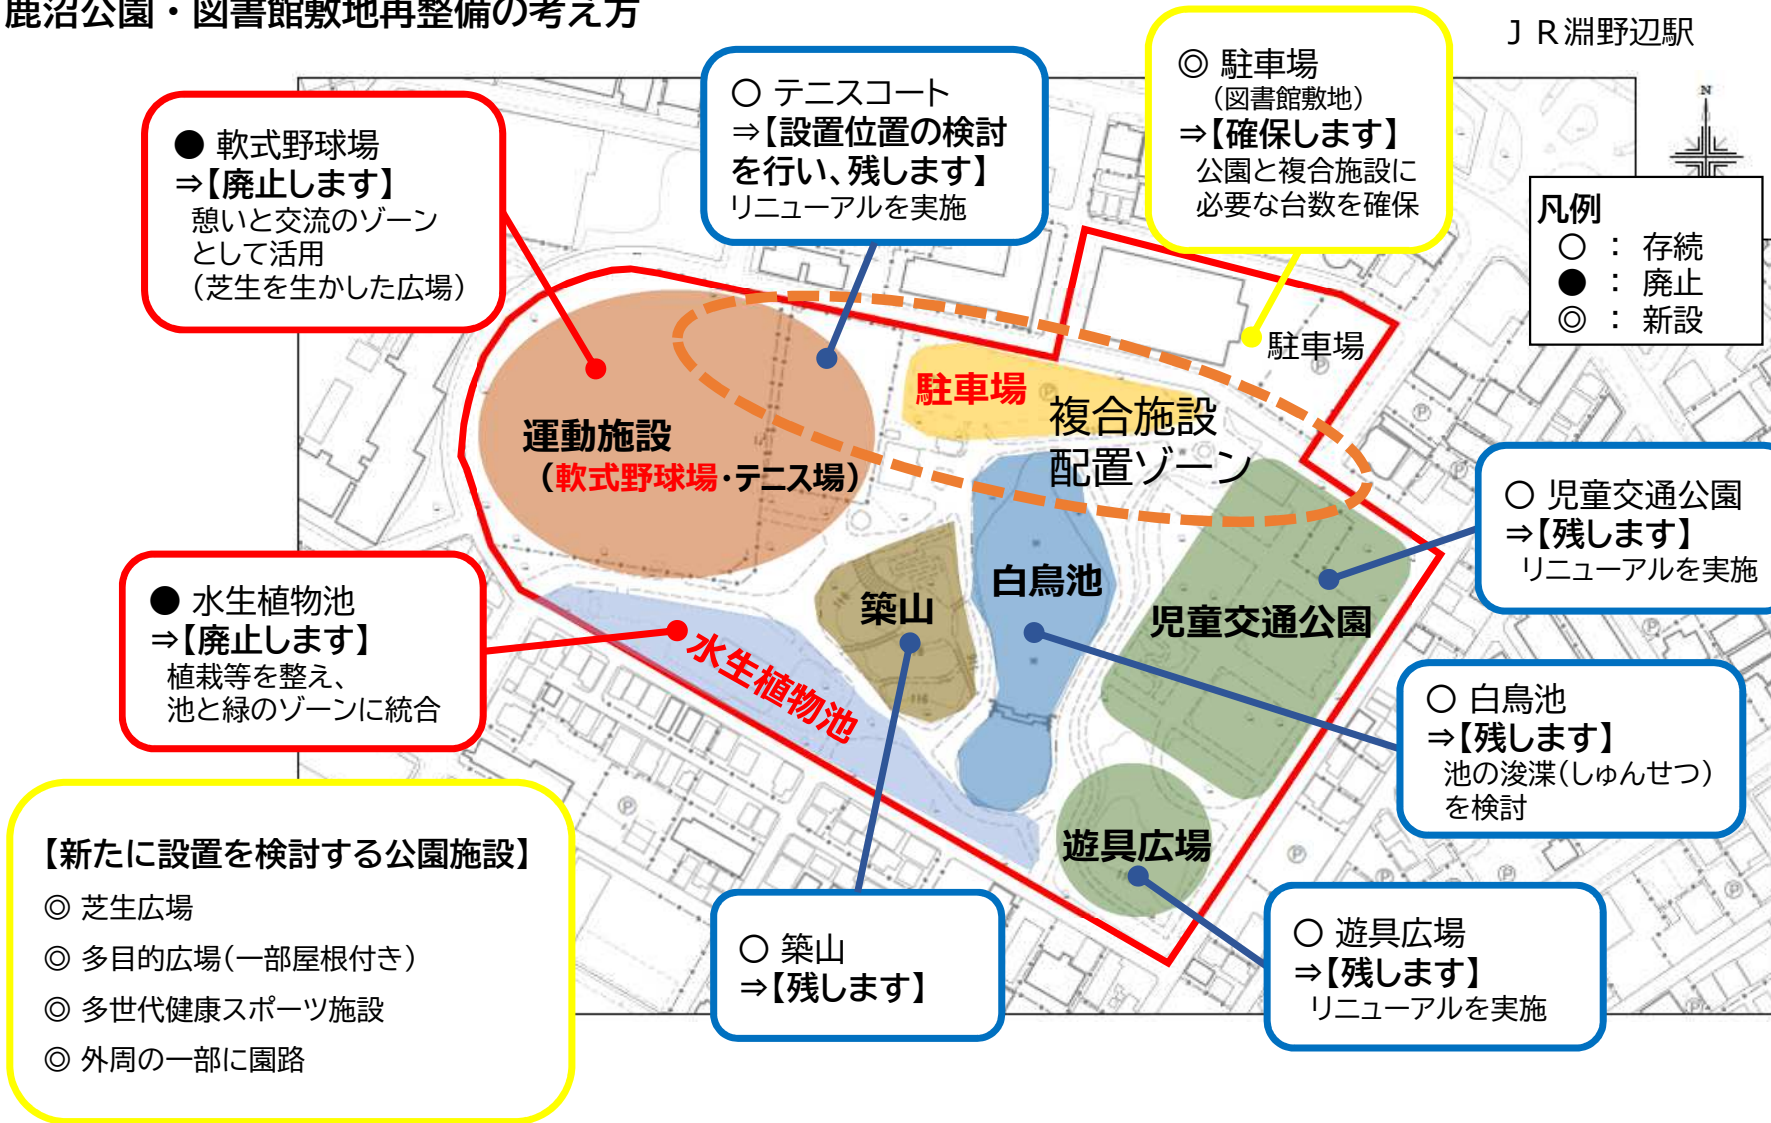 鹿沼公園・図書館敷地再整備の考え方
ＪＲ淵野辺駅
N
凡例
○ ： 存続
● ： 廃止
◎ ： 新設
● 軟式野球場
⇒【廃止します】
憩いと交流のゾーン
として活用
（芝生を生かした広場）
○ テニスコート
⇒【設置位置の検討
を行い、残します】
リニューアルを実施
◎ 駐車場
（図書館敷地）
⇒【確保します】
公園と複合施設に
必要な台数を確保
駐車場
駐車場
複合施設
配置ゾーン
運動施設
（軟式野球場・テニス場）
○ 児童交通公園
⇒【残します】
リニューアルを実施
● 水生植物池
⇒【廃止します】
植栽等を整え、
池と緑のゾーンに統合
築山
白鳥池
児童交通公園
水生植物池
○ 白鳥池
⇒【残します】
池の浚渫（しゅんせつ）
を検討
遊具広場
【新たに設置を検討する公園施設】
◎ 芝生広場
◎ 多目的広場（一部屋根付き）
◎ 多世代健康スポーツ施設
◎ 外周の一部に園路
○ 築山
⇒【残します】
○ 遊具広場
⇒【残します】
リニューアルを実施